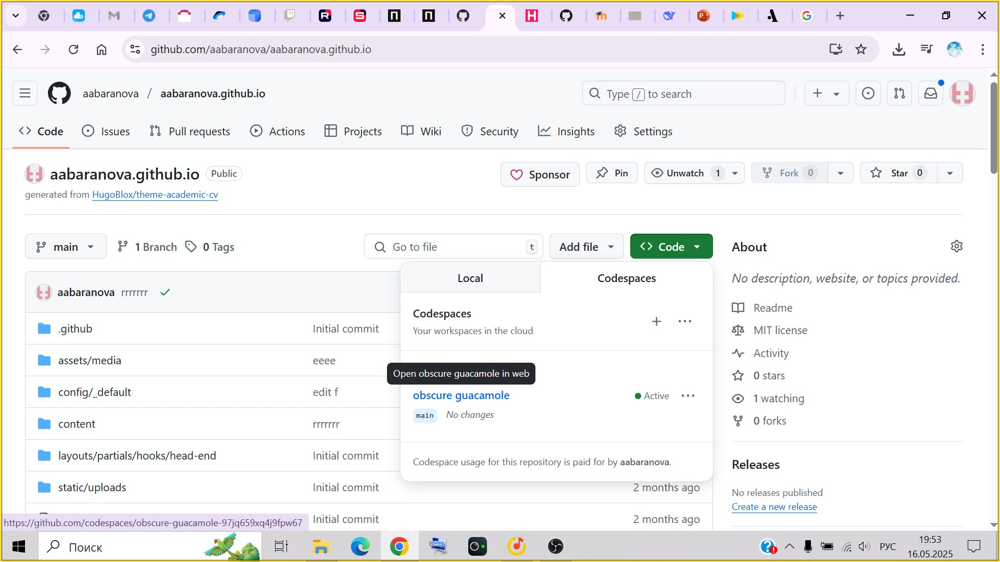 github.com/aabaranova/aabaranova.github.io
aabaranova / aabaranova.github.io
Type / to search
Code Issues Pull requests Actions Projects Wiki Security Insights Settings
aabaranova.github.io Public
Sponsor Pin Unwatch 1 Fork 0 Star 0
generated from HugoBlox/theme-academic-cv
main 1 Branch 0 Tags Go to file t Add file Code
About
No description, website, or topics provided.
Readme
MIT license
Activity
0 stars
1 watching
0 forks
Releases
No releases published
Create a new release
Local Codespaces
Codespaces
Your workspaces in the cloud
Open obscure guacamole in web
obscure guacamole Active
main No changes
Codespace usage for this repository is paid for by aabaranova.
aabaranova rrrrrrr
.github Initial commit
assets/media eeee
config/_default edit f
content rrrrrrr
layouts/partials/hooks/head-end Initial commit
static/uploads Initial commit 2 months ago
Initial commit 2 months ago
https://github.com/codespaces/obscure-guacamole-97jq659xq4j9fpw67
Поиск
РУС
19:53
16.05.2025